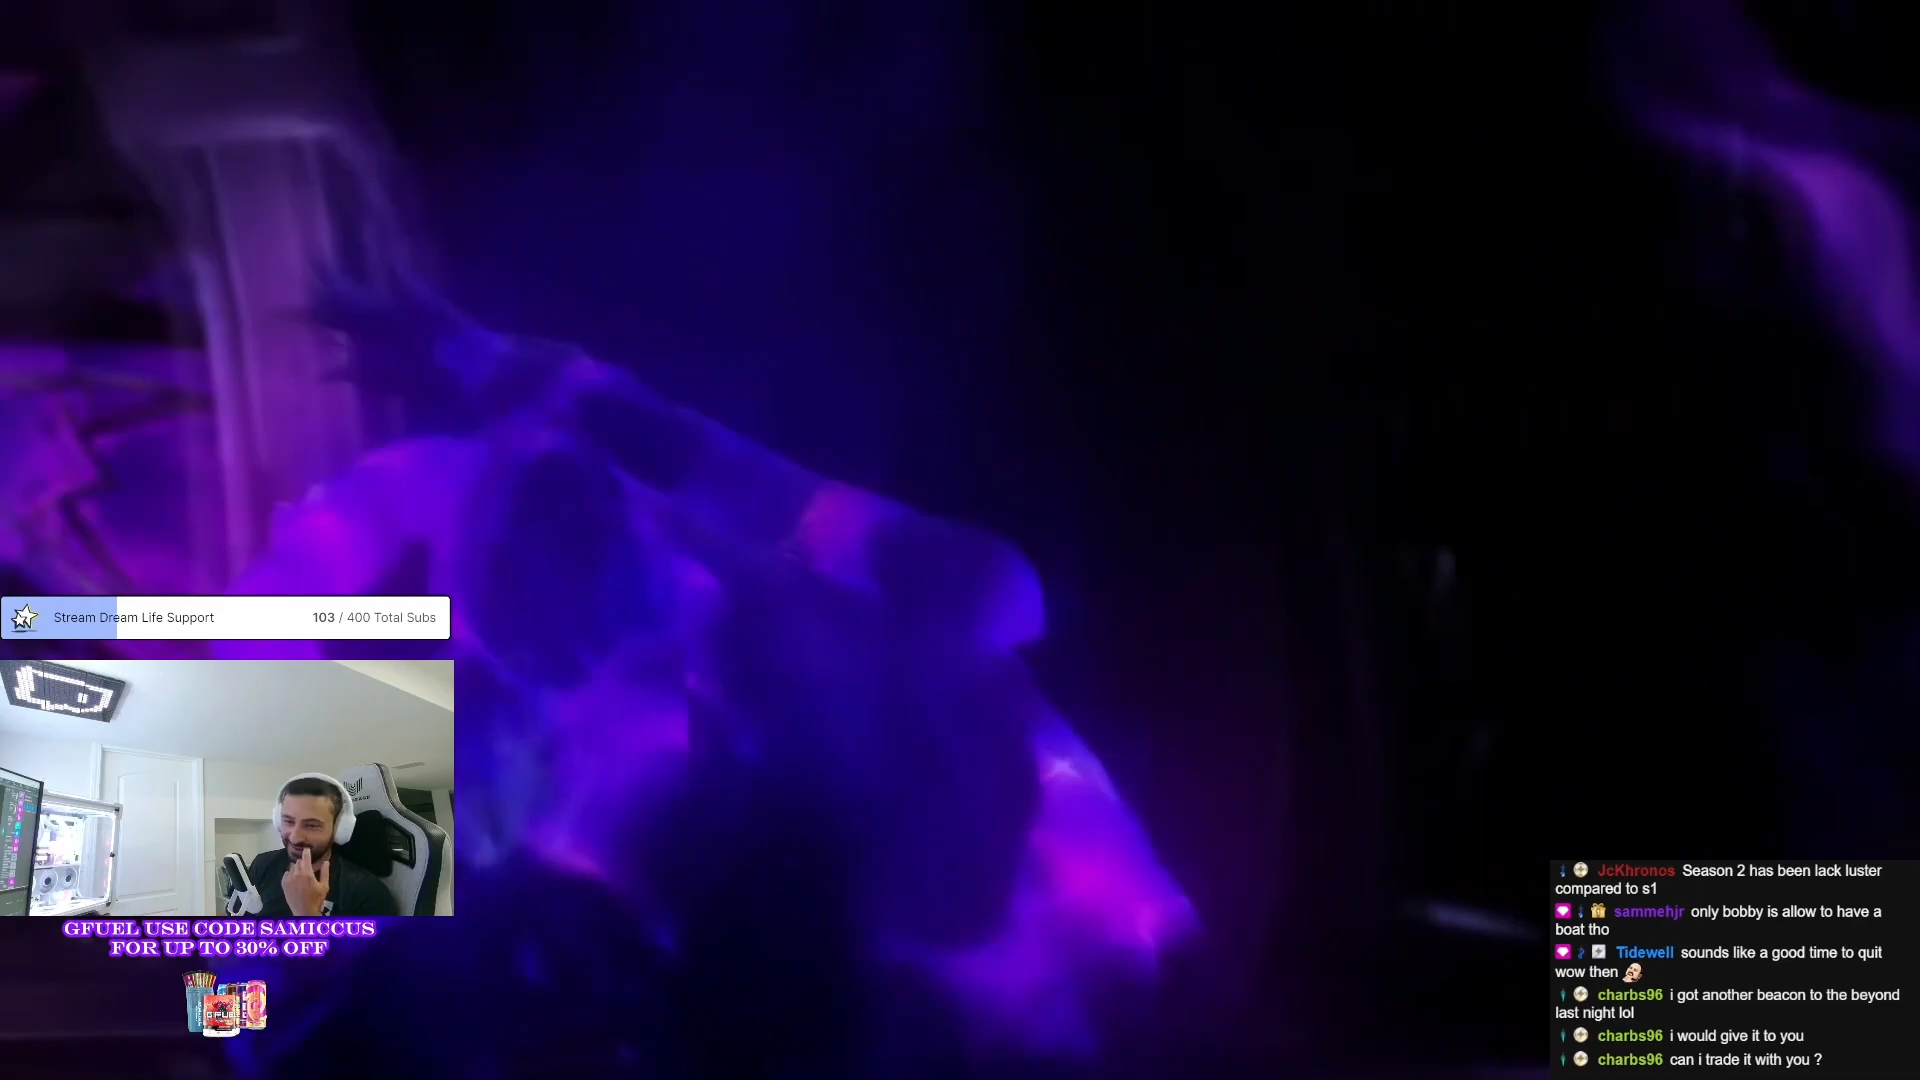 Stream Dream Life Support 103 / 400 Total Subs
GFUEL USE CODE SAMICCUS
FOR UP TO 30% OFF
GFUEL
JcKhronos Season 2 has been lack luster
compared to s1
sammehjr only bobby is allow to have a
boat tho
Tidewell sounds like a good time to quit
wow then
charbs96 i got another beacon to the beyond
last night lol
charbs96 i would give it to you
charbs96 can i trade it with you ?